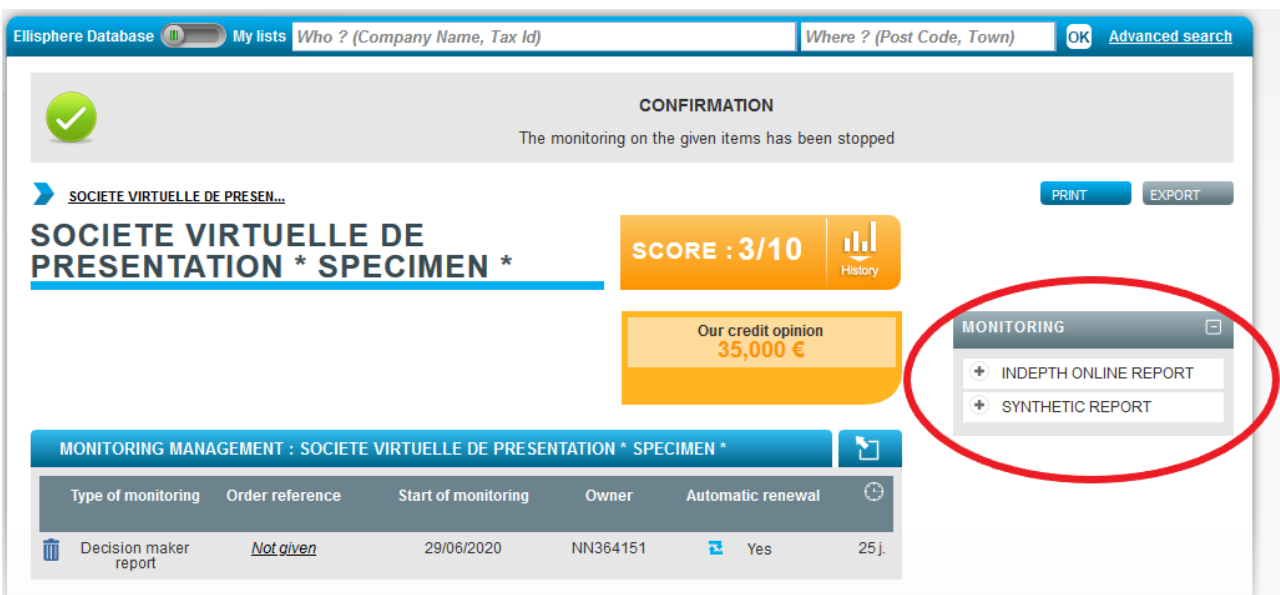 Ellisphere Database My lists Who ? (Company Name, Tax Id) Where ? (Post Code, Town) OK Advanced search
CONFIRMATION
The monitoring on the given items has been stopped
SOCIETE VIRTUELLE DE PRESEN...
PRINT EXPORT
SOCIETE VIRTUELLE DE
PRESENTATION * SPECIMEN *
SCORE : 3/10
History
Our credit opinion
35,000 €
MONITORING
INDEPTH ONLINE REPORT
SYNTHETIC REPORT
MONITORING MANAGEMENT : SOCIETE VIRTUELLE DE PRESENTATION * SPECIMEN *
Type of monitoring Order reference Start of monitoring Owner Automatic renewal
Decision maker Not given 29/06/2020 NN364151 Yes 25 j.
report